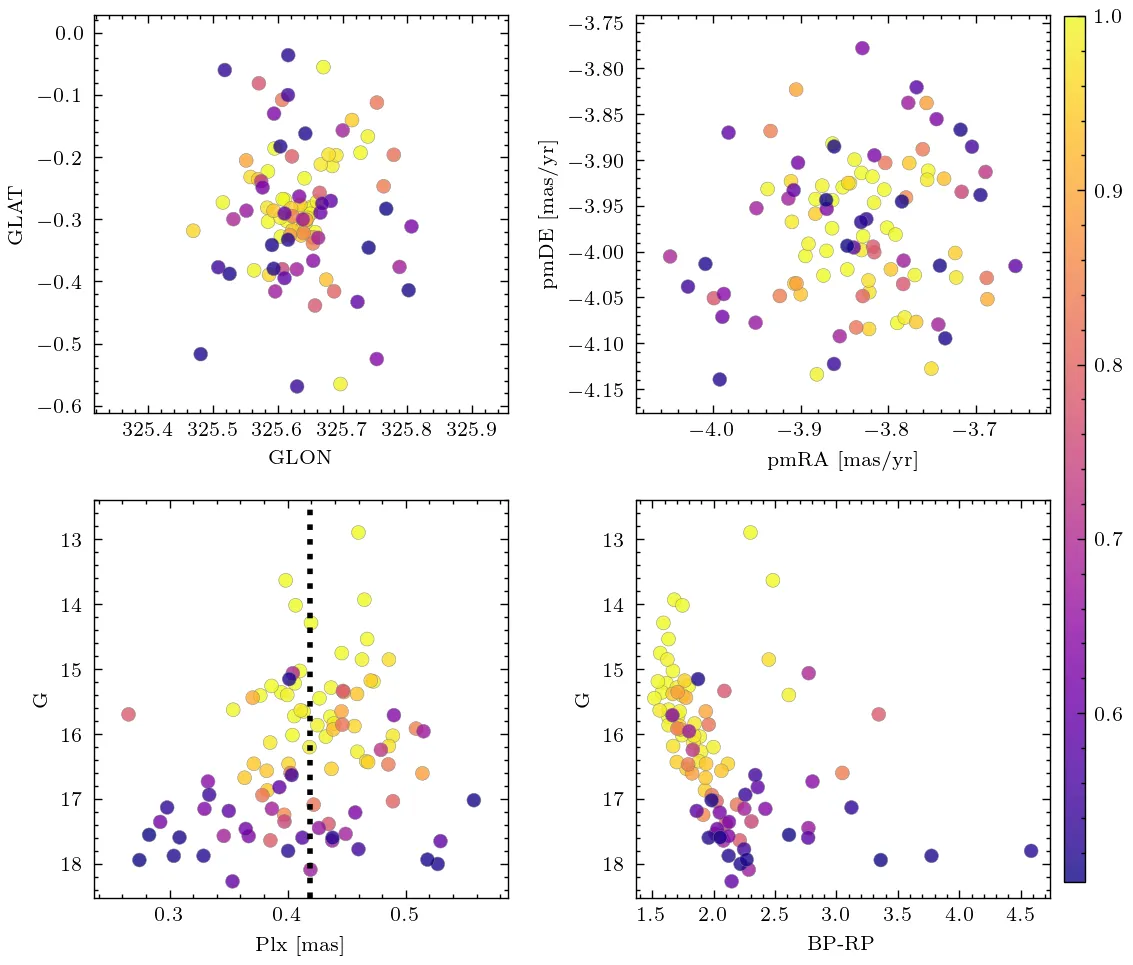 0.0
−0.1
−0.2
−0.3
−0.4
−0.5
−0.6
GLAT
325.4 325.5 325.6 325.7 325.8 325.9
GLON
−3.75
−3.80
−3.85
−3.90
−3.95
−4.00
−4.05
−4.10
−4.15
pmDE [mas/yr]
−4.0 −3.9 −3.8 −3.7
pmRA [mas/yr]
1.0
0.9
0.8
0.7
0.6
13
14
15
16
17
18
G
0.3 0.4 0.5
Plx [mas]
13
14
15
16
17
18
G
1.5 2.0 2.5 3.0 3.5 4.0 4.5
BP-RP